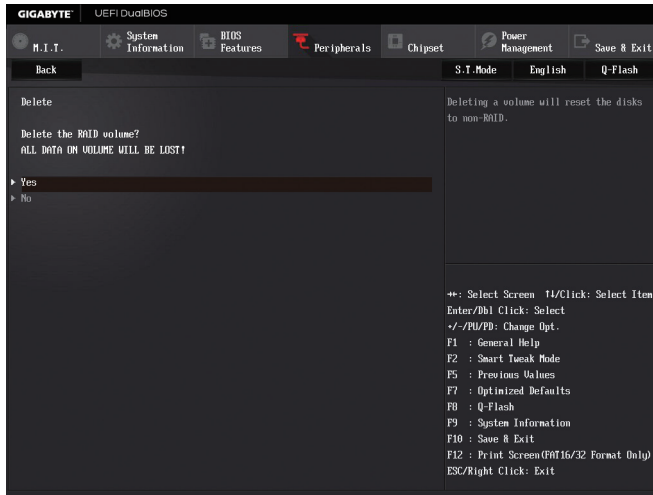 GIGABYTE™ UEFI DualBIOS
M.I.T.
System Information
BIOS Features
Peripherals
Chipset
Power Management
Save & Exit
Back
S.T.Mode English Q-Flash
Delete
Delete the RAID volume?
ALL DATA ON VOLUME WILL BE LOST!
Yes
No
Deleting a volume will reset the disks
to non-RAID.
→←: Select Screen ↑↓/Click: Select Item
Enter/Dbl Click: Select
+/-/PU/PD: Change Opt.
F1 : General Help
F2 : Smart Tweak Mode
F5 : Previous Values
F7 : Optimized Defaults
F8 : Q-Flash
F9 : System Information
F10 : Save & Exit
F12 : Print Screen(FAT16/32 Format Only)
ESC/Right Click: Exit